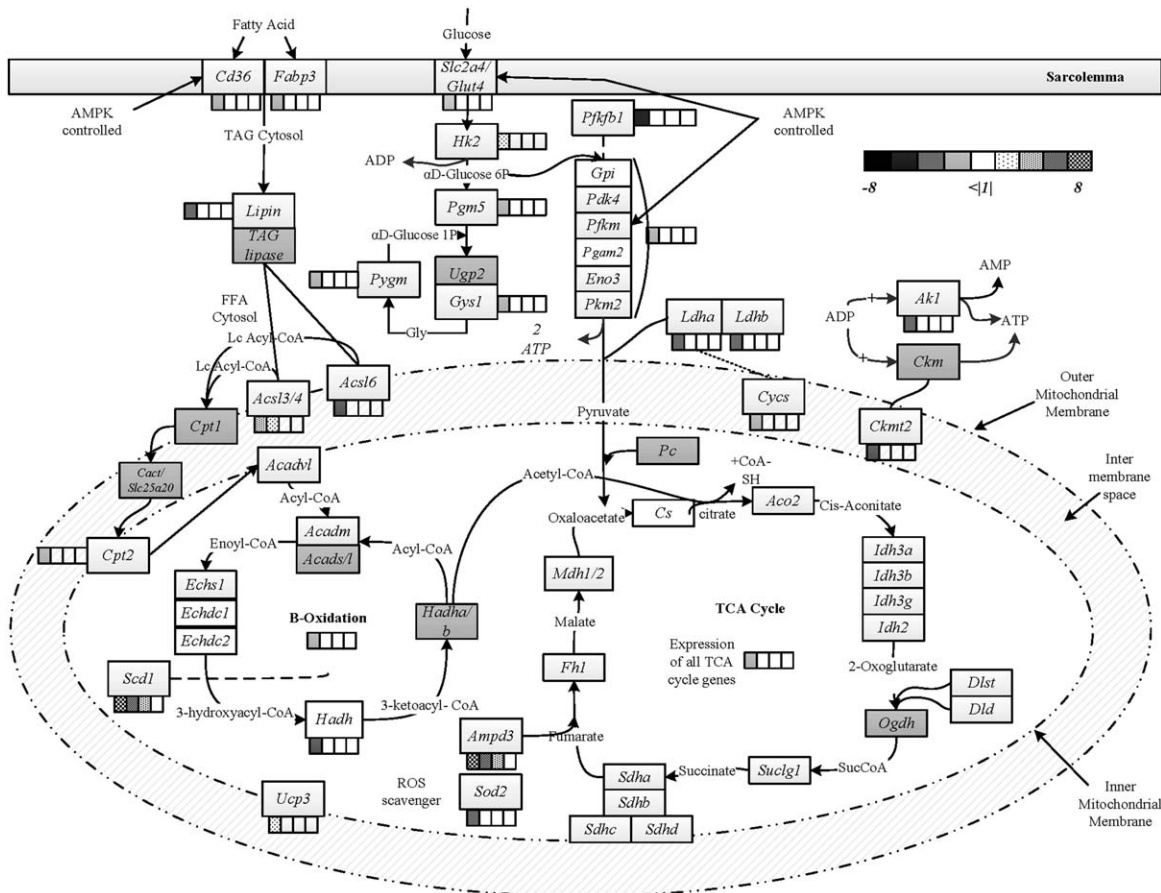 Fatty Acid
Glucose
Cd36
Fabp3
Slc2a4/
Glut4
Sarcolemma
AMPK
controlled
TAG Cytosol
Hk2
ADP
αD-Glucose 6P
Pfkfb1
AMPK
controlled
-8
<|1|
8
Gpi
Pdk4
Pfkm
Pgam2
Eno3
Pkm2
Lipin
TAG
lipase
Pgm5
αD-Glucose 1P
Pygm
Ugp2
Gys1
Gly
2
ATP
FFA
Cytosol
Lc Acyl-CoA
Lc Acyl-CoA
Acsl3/4
Acsl6
Ldha
Ldhb
Cycs
AMP
Ak1
ADP
+
ATP
+
Ckm
Ckmt2
Outer
Mitochondrial
Membrane
Inter
membrane
space
Cpt1
Cact/
Slc25a20
Cpt2
Acadvl
Acyl-CoA
Acadm
Acads/l
Enoyl-CoA
Acyl-CoA
Echs1
Echdc1
Echdc2
B-Oxidation
Hadha/
b
Scd1
3-hydroxyacyl-CoA
Hadh
3-ketoacyl- CoA
Ucp3
ROS
scavenger
Ampd3
Sod2
Pyruvate
Pc
Acetyl-CoA
+CoA-
SH
Oxaloacetate
Cs
citrate
Aco2
Cis-Aconitate
Mdh1/2
Malate
Fh1
Fumarate
TCA Cycle
Expression
of all TCA
cycle genes
Idh3a
Idh3b
Idh3g
Idh2
2-Oxoglutarate
Dlst
Dld
Ogdh
SucCoA
Suclg1
Succinate
Sdha
Sdhb
Sdhc
Sdhd
Inner
Mitochondrial
Membrane